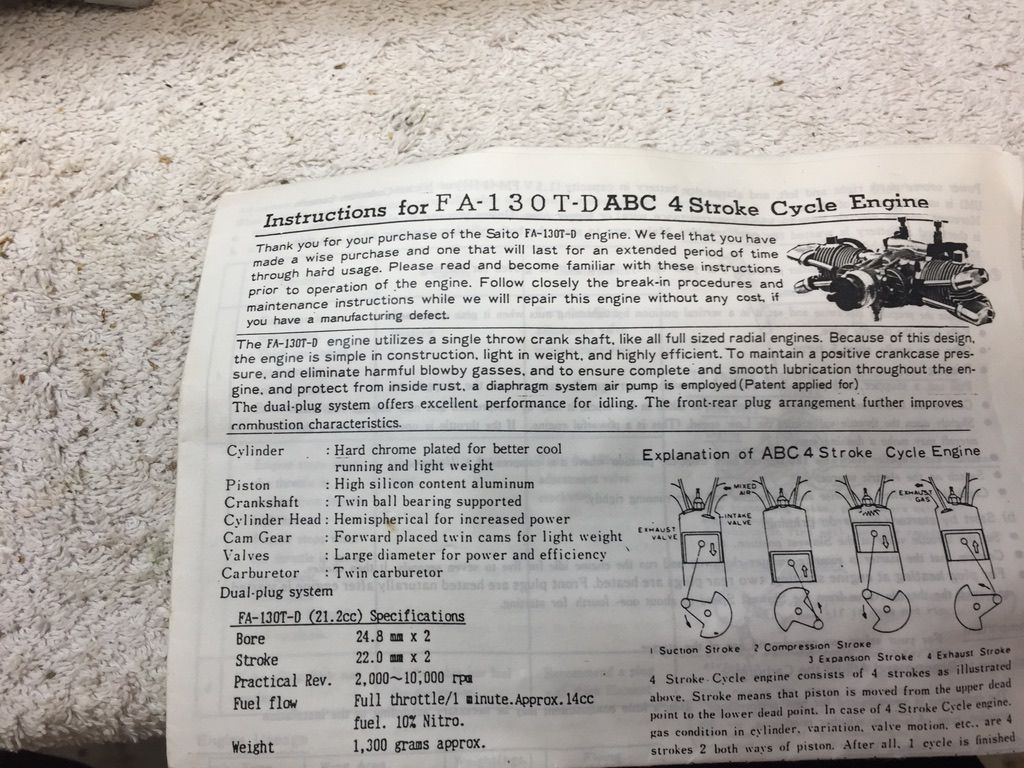 Instructions for FA-130T-D ABC 4 Stroke Cycle Engine
Thank you for your purchase of the Saito FA-130T-D engine. We feel that you have
made a wise purchase and one that will last for an extended period of time
through hard usage. Please read and become familiar with these instructions
prior to operation of the engine. Follow closely the break-in procedures and
maintenance instructions while we will repair this engine without any cost, if
you have a manufacturing defect.
The FA-130T-D engine utilizes a single throw crank shaft, like all full sized radial engines. Because of this design,
the engine is simple in construction, light in weight, and highly efficient. To maintain a positive crankcase pres-
sure, and eliminate harmful blowby gasses, and to ensure complete and smooth lubrication throughout the en-
gine, and protect from inside rust, a diaphragm system air pump is employed (Patent applied for)
The dual-plug system offers excellent performance for idling. The front-rear plug arrangement further improves
combustion characteristics.
Cylinder : Hard chrome plated for better cool
running and light weight
Piston : High silicon content aluminum
Crankshaft : Twin ball bearing supported
Cylinder Head : Hemispherical for increased power
Cam Gear : Forward placed twin cams for light weight
Valves : Large diameter for power and efficiency
Carburetor : Twin carburetor
Dual-plug system
FA-130T-D (21.2cc) Specifications
Bore 24.8 mm x 2
Stroke 22.0 mm x 2
Practical Rev. 2,000~10,000 rpm
Fuel flow Full throttle/1 minute. Approx. 14cc
fuel. 10% Nitro.
Weight 1,300 grams approx.
Explanation of ABC 4 Stroke Cycle Engine
MIXED
AIR
INTAKE
VALVE
EXHAUST
VALVE
EXHAUST
GAS
1 Suction Stroke 2 Compression Stroke
3 Expansion Stroke 4 Exhaust Stroke
4 Stroke Cycle engine consists of 4 strokes as illustrated
above. Stroke means that piston is moved from the upper dead
point to the lower dead point. In case of 4 Stroke Cycle engine,
gas condition in cylinder, variation, valve motion, etc., are 4
strokes 2 both ways of piston. After all, 1 cycle is finished